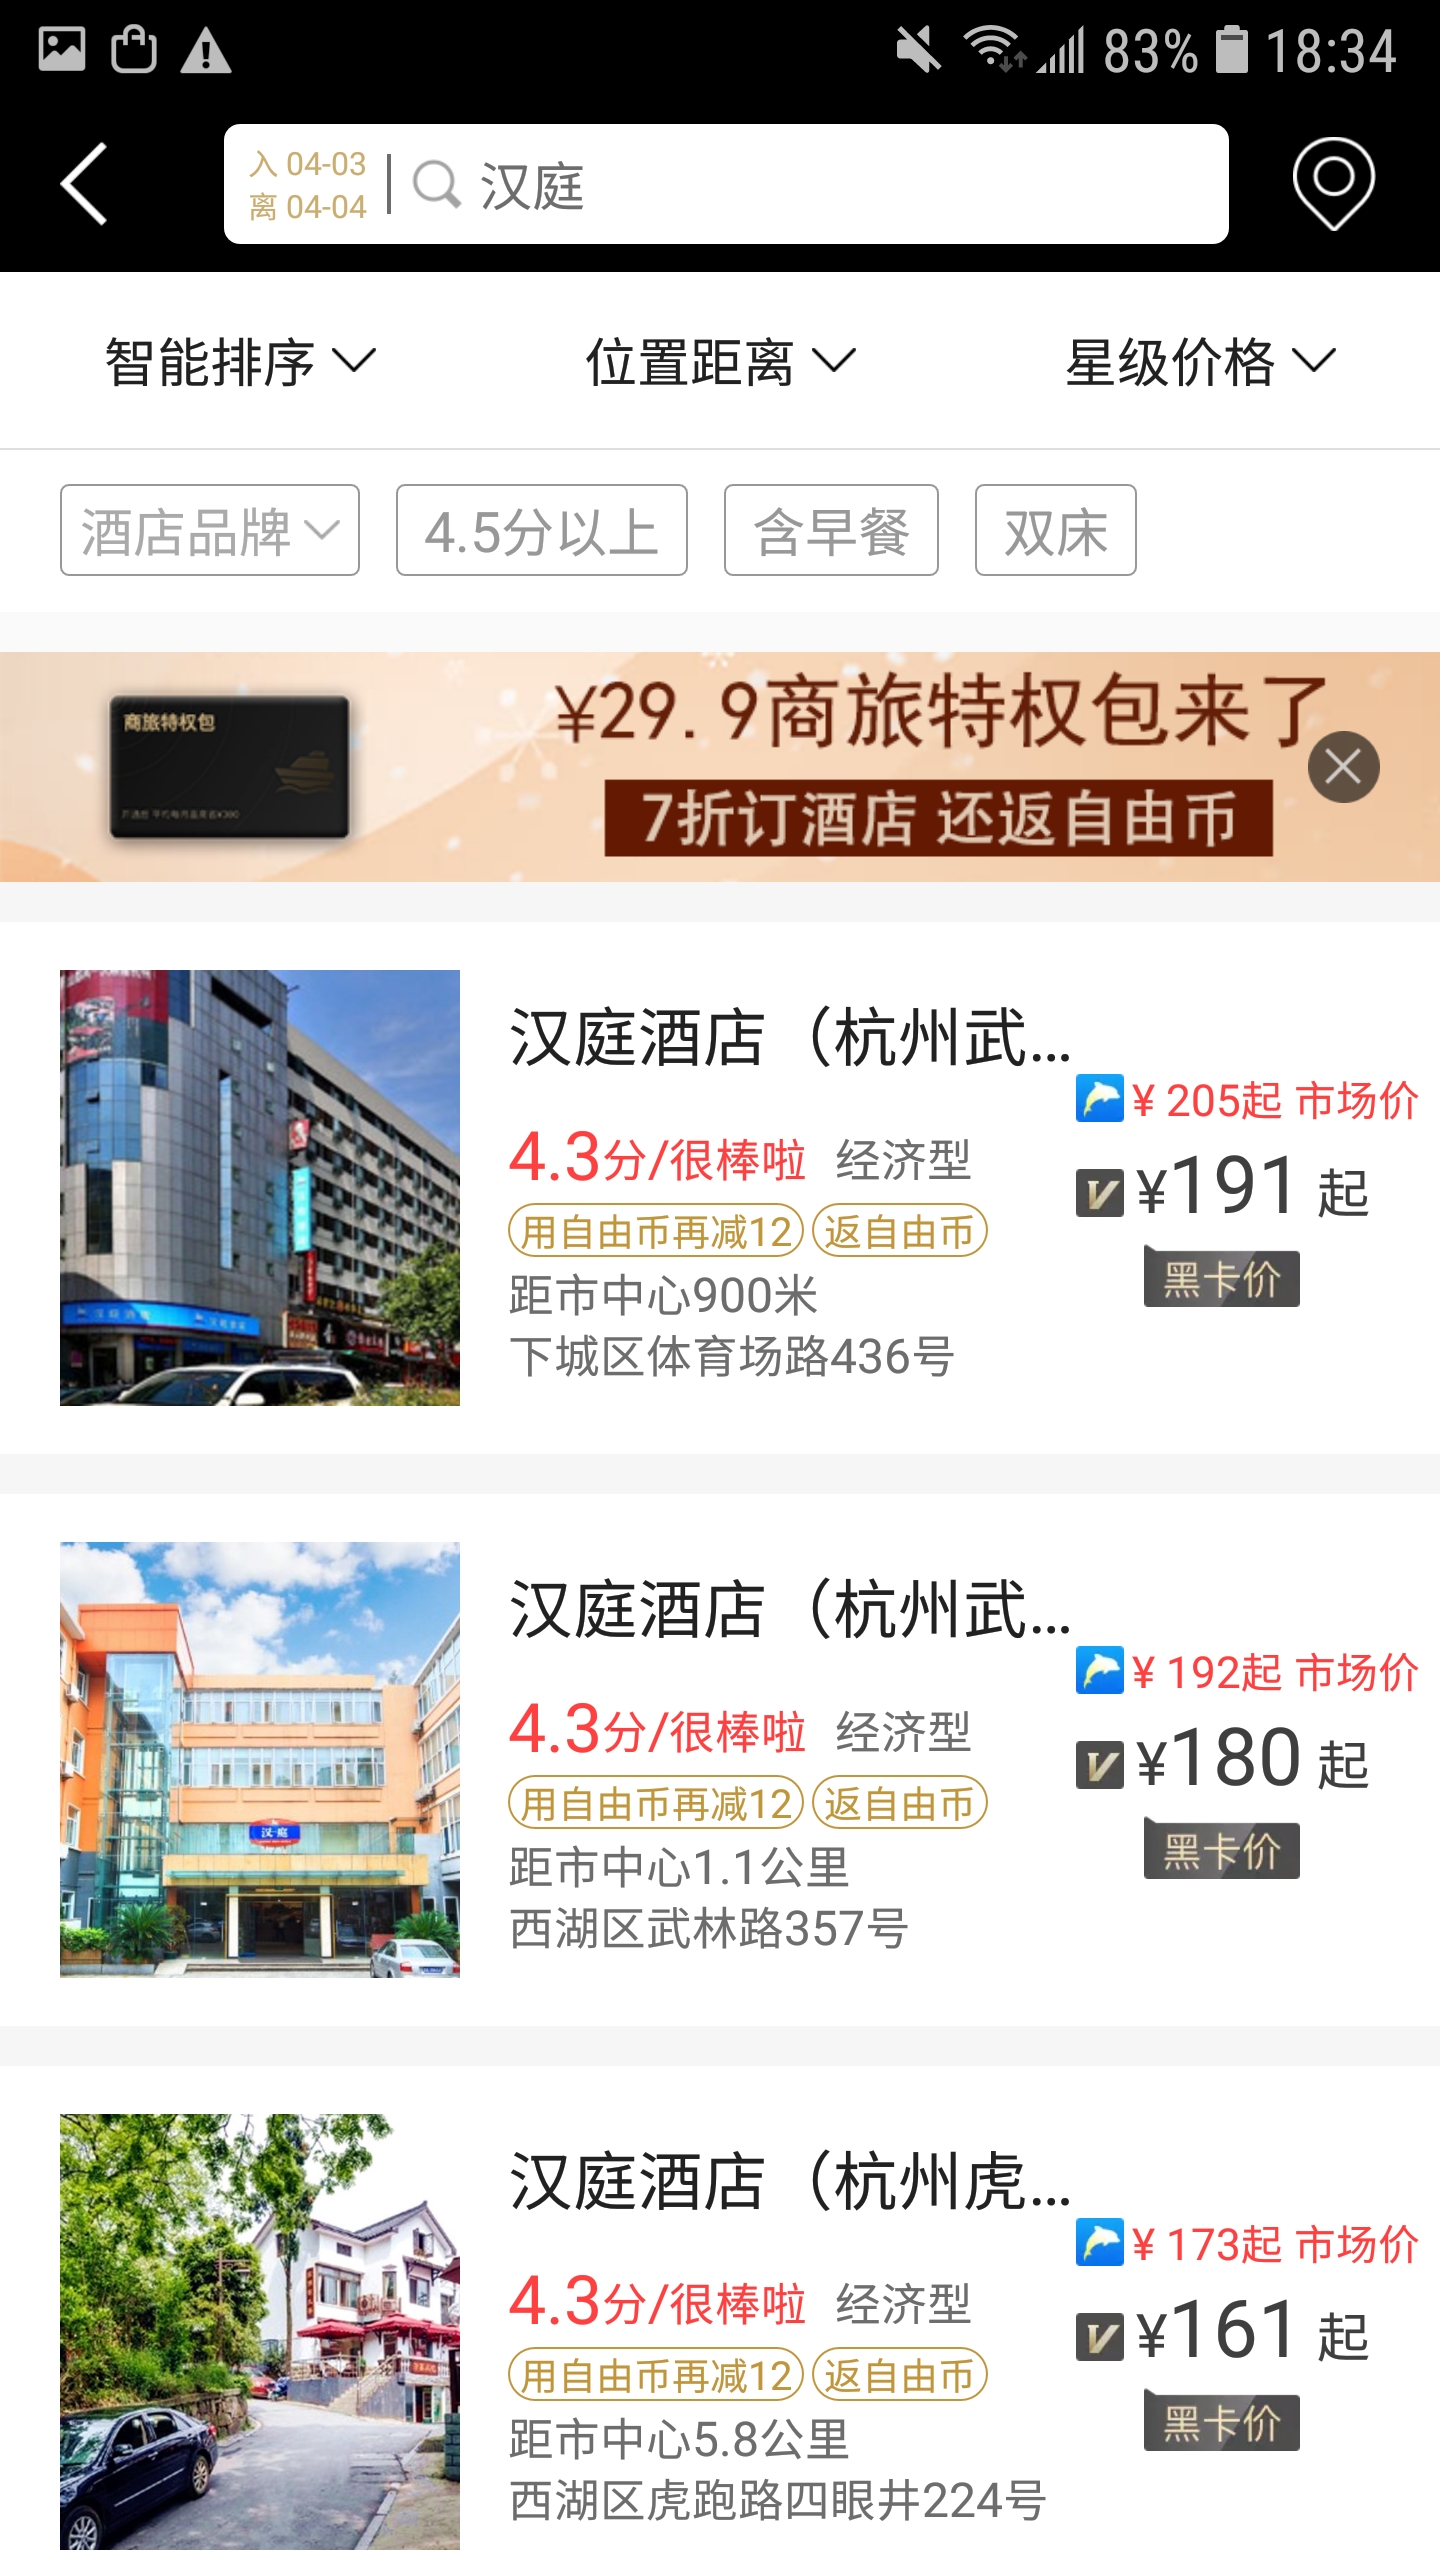 83% 18:34
入 04-03
离 04-04
汉庭
智能排序 位置距离 星级价格
酒店品牌 4.5分以上 含早餐 双床
商旅特权包
¥29.9商旅特权包来了
7折订酒店 还返自由币
汉庭酒店（杭州武...
¥ 205起 市场价
4.3分/很棒啦 经济型
¥191 起
用自由币再减12 返自由币
黑卡价
距市中心900米
下城区体育场路436号
汉庭酒店（杭州武...
¥ 192起 市场价
4.3分/很棒啦 经济型
¥180 起
用自由币再减12 返自由币
黑卡价
汉庭
距市中心1.1公里
西湖区武林路357号
汉庭酒店（杭州虎...
¥ 173起 市场价
4.3分/很棒啦 经济型
¥161 起
用自由币再减12 返自由币
黑卡价
距市中心5.8公里
西湖区虎跑路四眼井224号